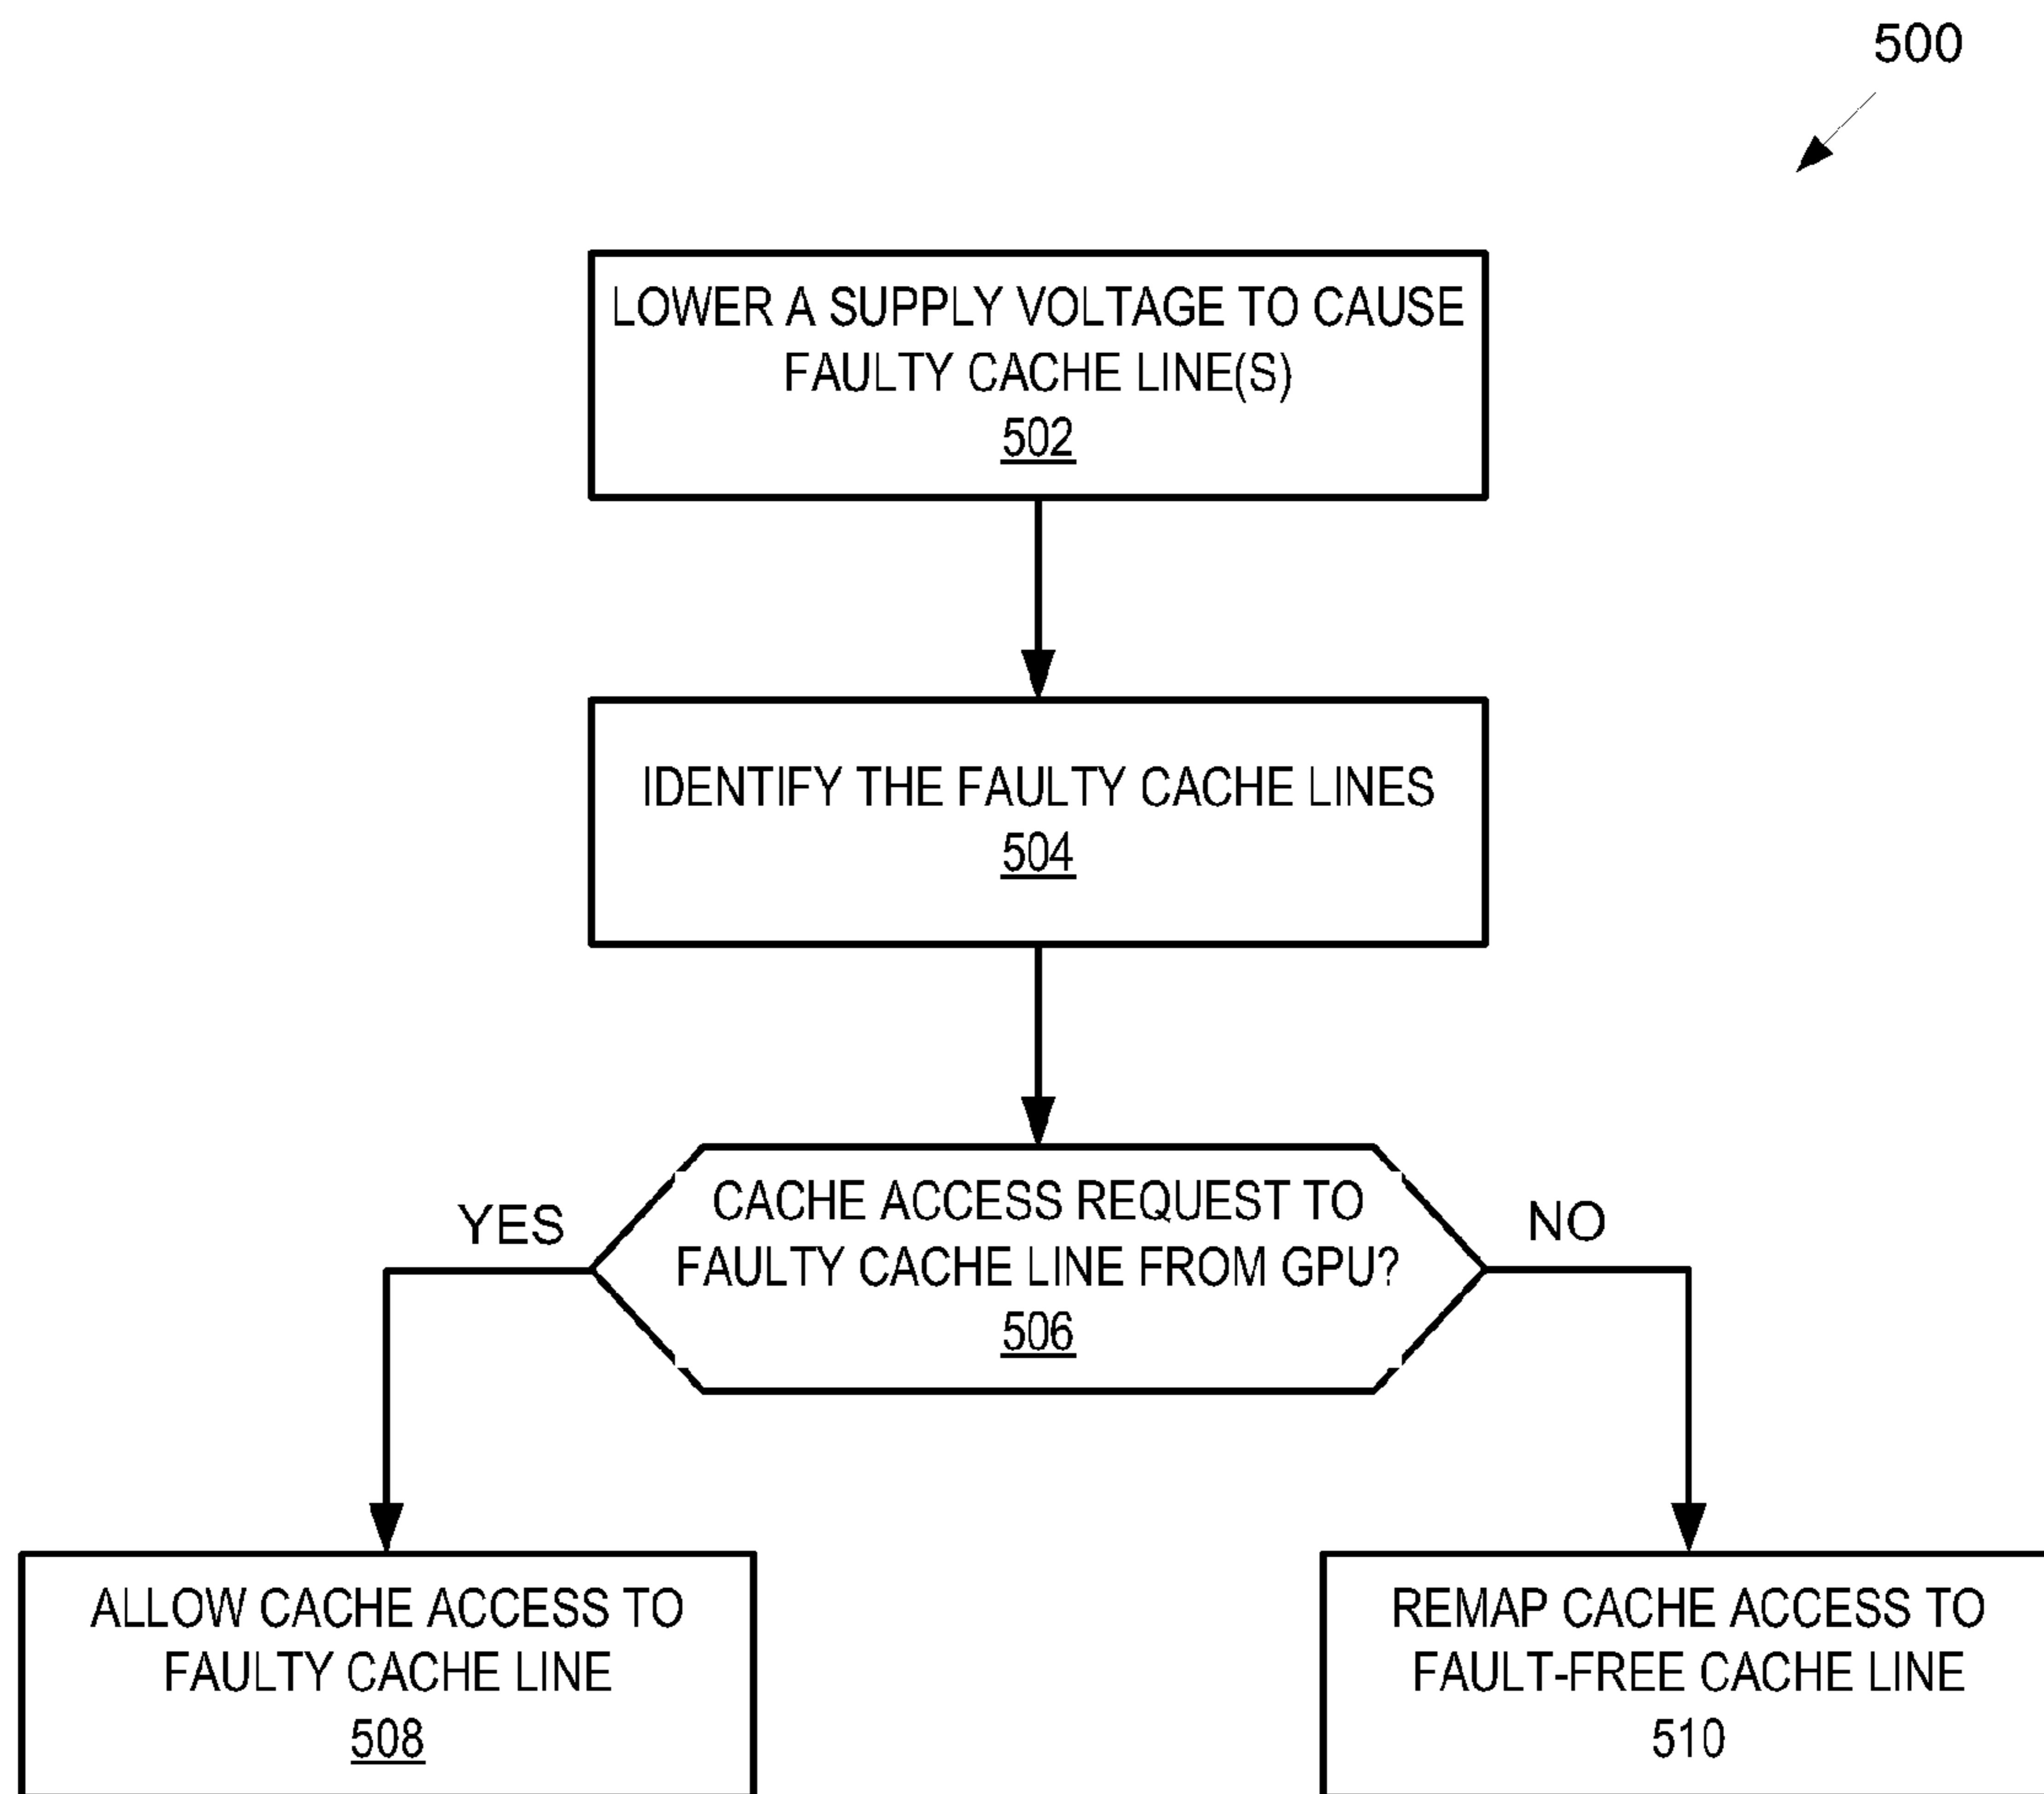 500
LOWER A SUPPLY VOLTAGE TO CAUSE
FAULTY CACHE LINE(S)
502
IDENTIFY THE FAULTY CACHE LINES
504
CACHE ACCESS REQUEST TO
FAULTY CACHE LINE FROM GPU?
506
YES
NO
ALLOW CACHE ACCESS TO
FAULTY CACHE LINE
508
REMAP CACHE ACCESS TO
FAULT-FREE CACHE LINE
510